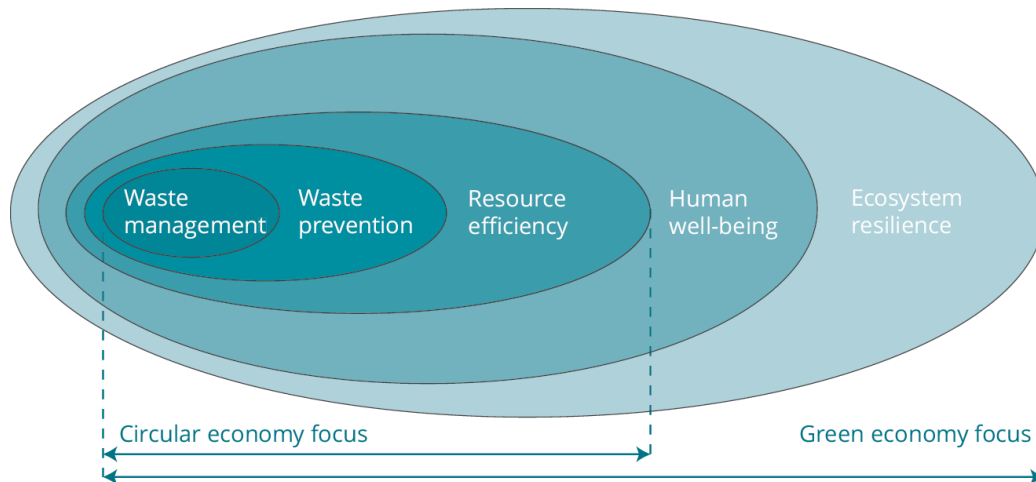 Waste
management
Waste
prevention
Resource
efficiency
Human
well-being
Ecosystem
resilience
Circular economy focus
Green economy focus